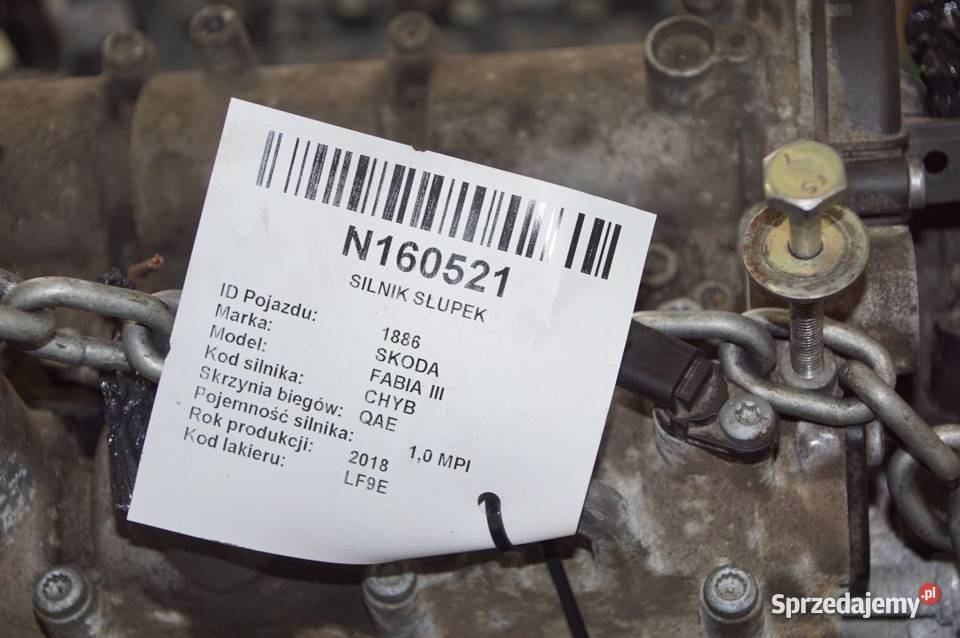 N160521
SILNIK SŁUPEK
ID Pojazdu: 1886
Marka: SKODA
Model: FABIA III
Kod silnika: CHYB
Skrzynia biegów: QAE
Pojemność silnika: 1,0 MPI
Rok produkcji: 2018
Kod lakieru: LF9E
Sprzedajemy.pl